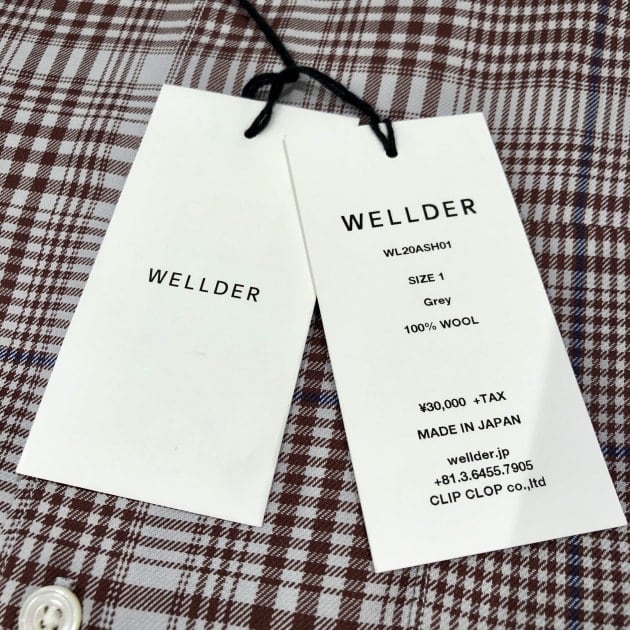 WELLDER
WELLDER
WL20ASH01
SIZE 1
Grey
100% WOOL
¥30,000 +TAX
MADE IN JAPAN
wellder.jp
+81.3.6455.7905
CLIP CLOP co.,ltd